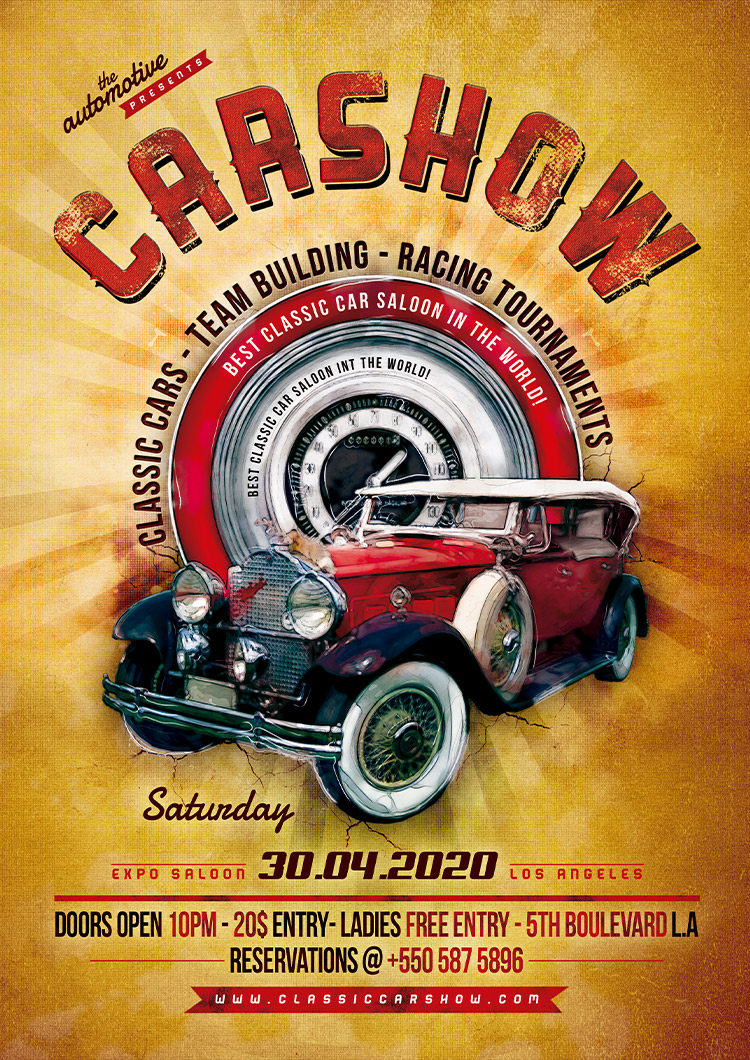 the
automotive
PRESENTS
CARSHOW
CLASSIC CARS - TEAM BUILDING - RACING TOURNAMENTS
BEST CLASSIC CAR SALOON IN THE WORLD!
BEST CLASSIC CAR SALOON INT THE WORLD!
Saturday
EXPO SALOON 30.04.2020 LOS ANGELES
DOORS OPEN 10PM - 20$ ENTRY- LADIES FREE ENTRY - 5TH BOULEVARD L.A
RESERVATIONS @ +550 587 5896
WWW.CLASSICCARSHOW.COM